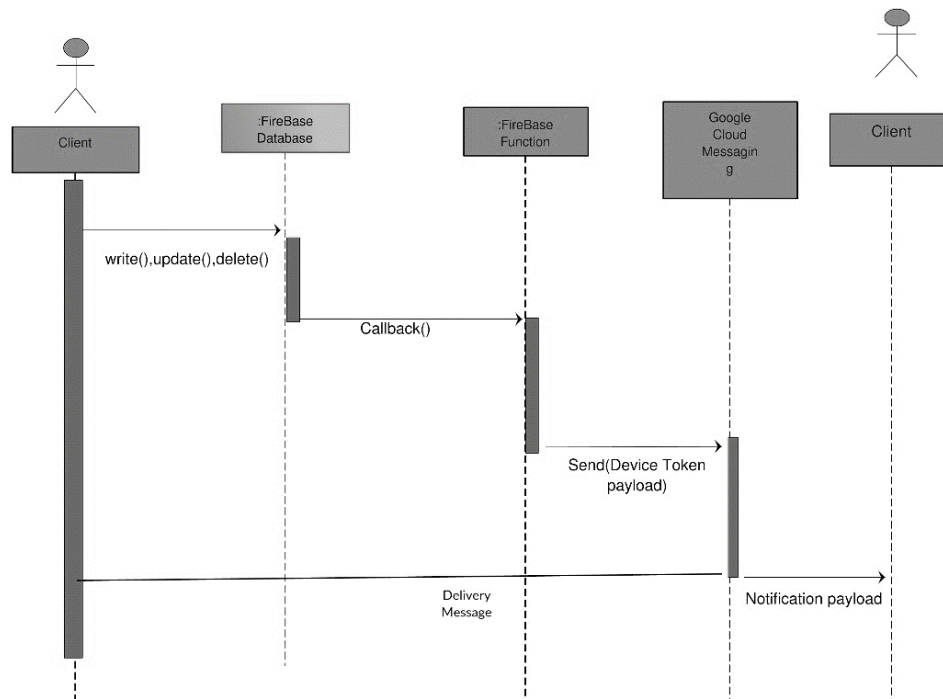 Client
:FireBase
Database
:FireBase
Function
Google
Cloud
Messagin
g
Client
write(),update(),delete()
Callback()
Send(Device Token
payload)
Delivery
Message
Notification payload